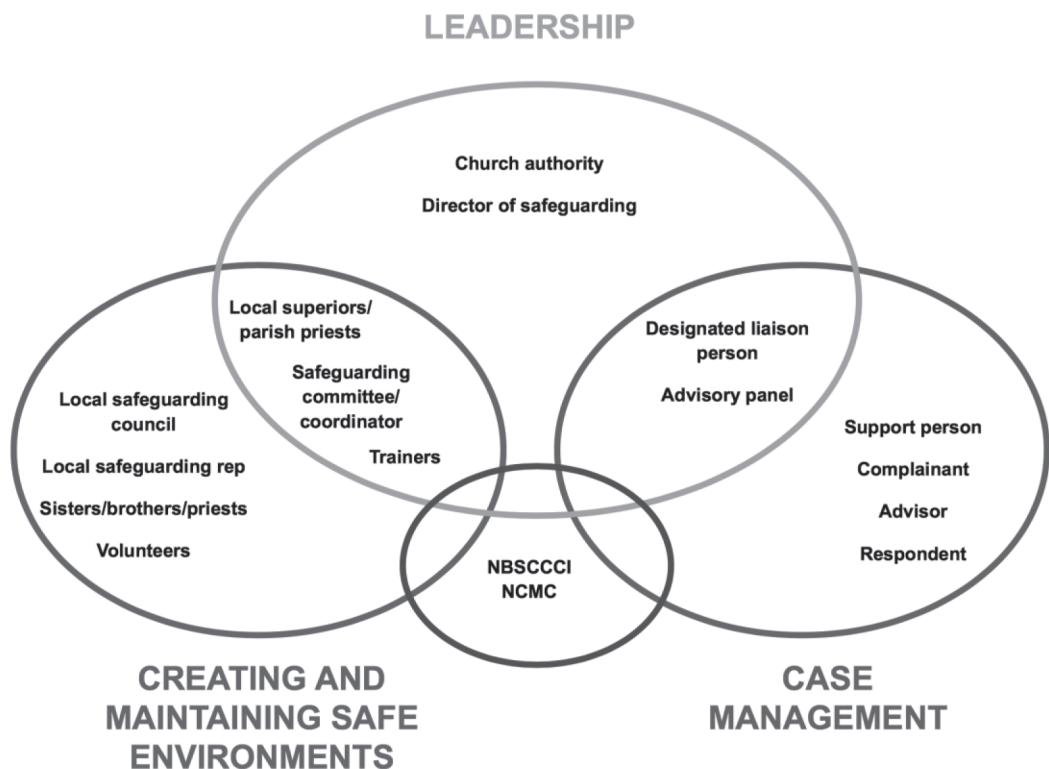 LEADERSHIP
Church authority
Director of safeguarding
Local superiors/
parish priests
Safeguarding
committee/
coordinator
Trainers
Local safeguarding
council
Local safeguarding rep
Sisters/brothers/priests
Volunteers
Designated liaison
person
Advisory panel
Support person
Complainant
Advisor
Respondent
NBSCCCI
NCMC
CREATING AND
MAINTAINING SAFE
ENVIRONMENTS
CASE
MANAGEMENT